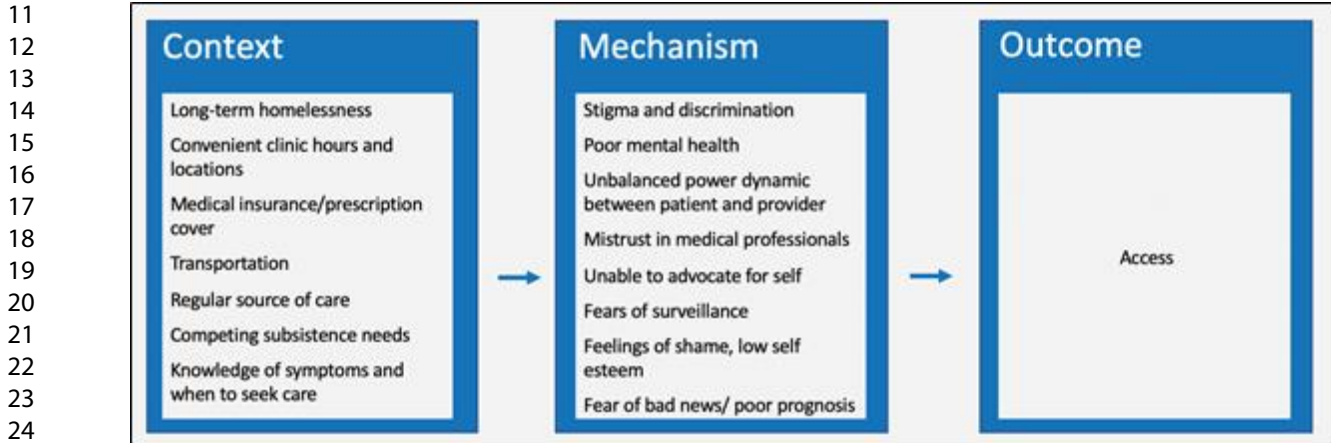 11
12
13
14
15
16
17
18
19
20
21
22
23
24
Context
Long-term homelessness
Convenient clinic hours and
locations
Medical insurance/prescription
cover
Transportation
Regular source of care
Competing subsistence needs
Knowledge of symptoms and
when to seek care
Mechanism
Stigma and discrimination
Poor mental health
Unbalanced power dynamic
between patient and provider
Mistrust in medical professionals
Unable to advocate for self
Fears of surveillance
Feelings of shame, low self
esteem
Fear of bad news/ poor prognosis
Outcome
Access